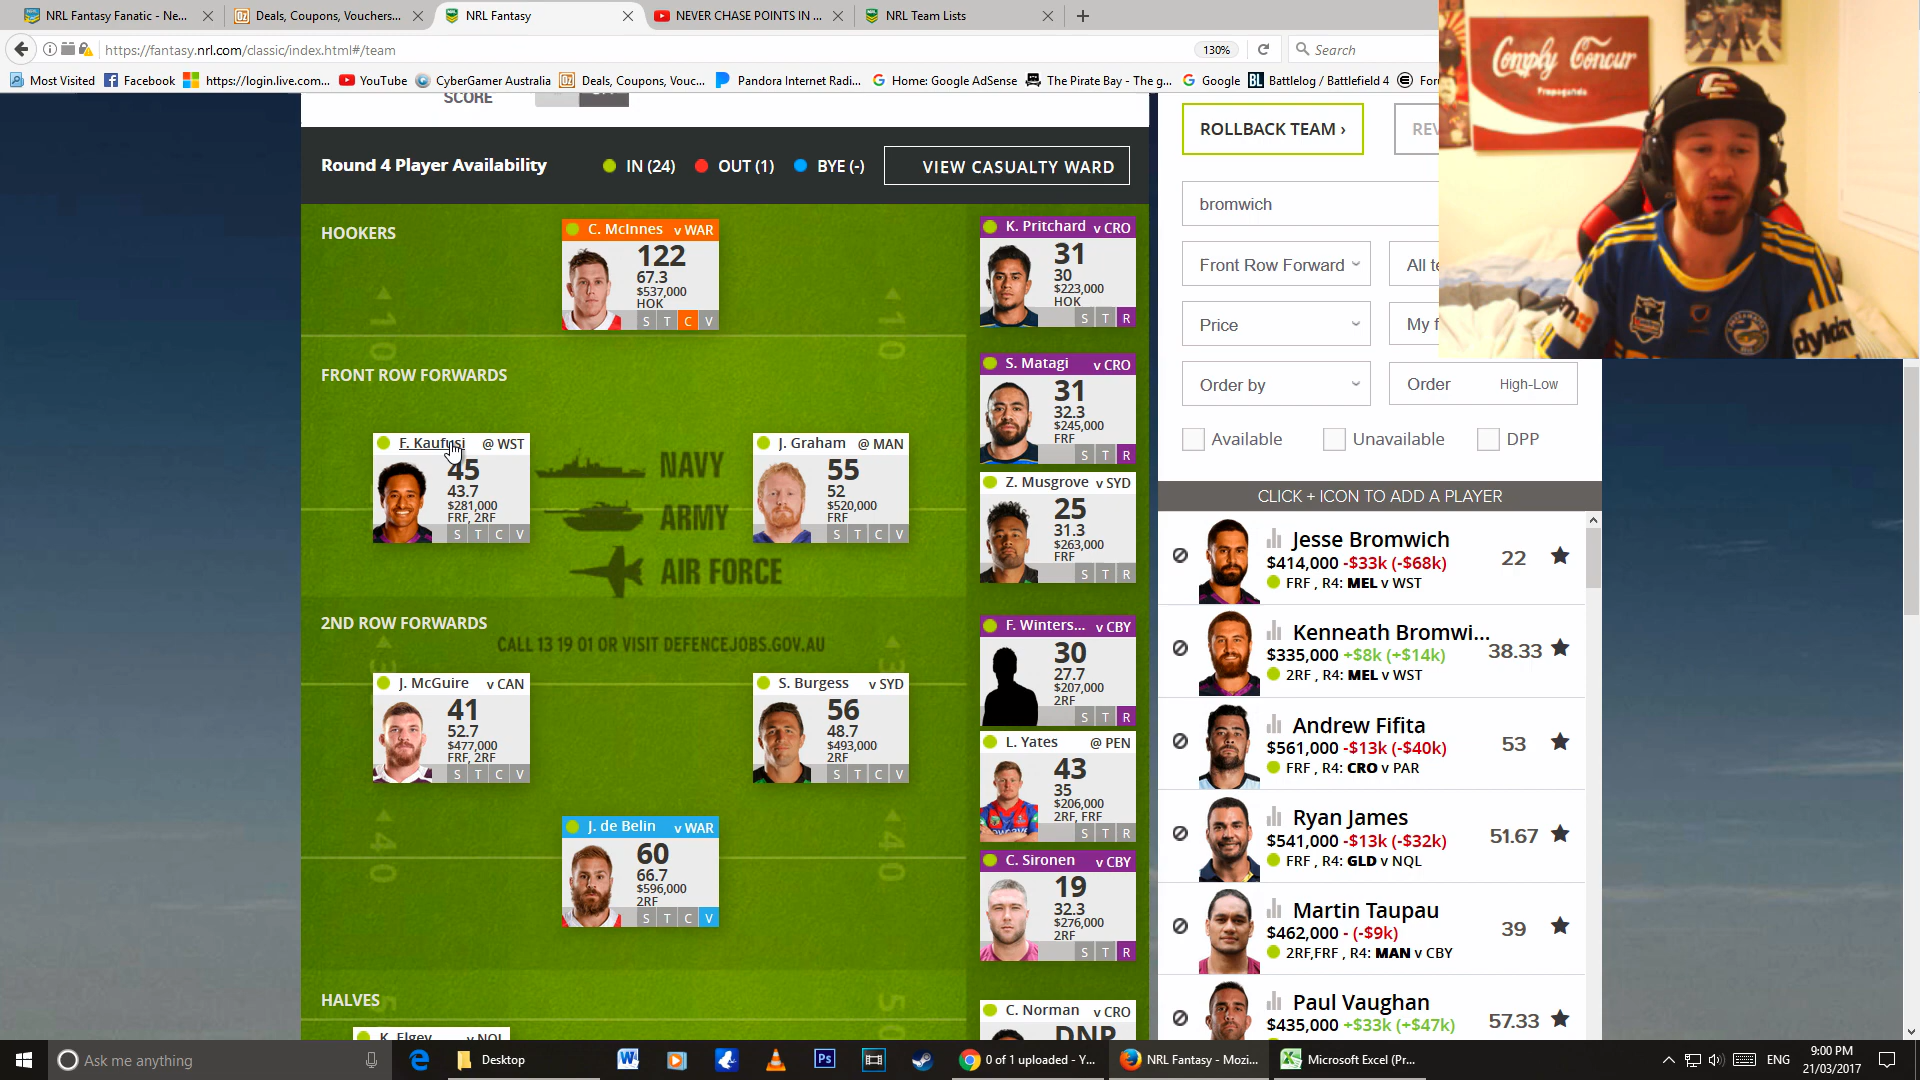 NRL Fantasy Fanatic - Ne...
Deals, Coupons, Vouchers...
NRL Fantasy
NEVER CHASE POINTS IN ...
NRL Team Lists
https://fantasy.nrl.com/classic/index.html#/team
130%
Search
Most Visited
Facebook
https://login.live.com...
YouTube
CyberGamer Australia
Deals, Coupons, Vouc...
Pandora Internet Radi...
Home: Google AdSense
The Pirate Bay - The g...
Google
Battlelog / Battlefield 4
For
SCORE
Round 4 Player Availability
IN (24)
OUT (1)
BYE (-)
VIEW CASUALTY WARD
HOOKERS
C. McInnes v WAR
122
67.3
$537,000
HOK
S T C V
K. Pritchard v CRO
31
30
$223,000
HOK
S T R
FRONT ROW FORWARDS
F. Kaufusi @ WST
45
43.7
$281,000
FRF, 2RF
S T C V
NAVY
ARMY
AIR FORCE
J. Graham @ MAN
55
52
$520,000
FRF
S T C V
S. Matagi v CRO
31
32.3
$245,000
FRF
S T R
Z. Musgrove v SYD
25
31.3
$263,000
FRF
S T R
2ND ROW FORWARDS
CALL 13 19 01 OR VISIT DEFENCEJOBS.GOV.AU
J. McGuire v CAN
41
52.7
$477,000
FRF, 2RF
S T C V
S. Burgess v SYD
56
48.7
$493,000
2RF
S T C V
J. de Belin v WAR
60
66.7
$596,000
2RF
S T C V
F. Winters... v CBY
30
27.7
$207,000
2RF
S T R
L. Yates @ PEN
43
35
$206,000
2RF, FRF
S T R
C. Sironen v CBY
19
32.3
$276,000
2RF
S T R
HALVES
K. Elgey v NQL
C. Norman v CRO
DNP
10
10
40
40
ROLLBACK TEAM ›
REV
bromwich
Front Row Forward
All te
Price
My f
Order by
Order High-Low
Available
Unavailable
DPP
CLICK + ICON TO ADD A PLAYER
Jesse Bromwich
$414,000 -$33k (-$68k)
FRF , R4: MEL v WST
22
Kenneath Bromwi...
$335,000 +$8k (+$14k)
2RF , R4: MEL v WST
38.33
Andrew Fifita
$561,000 -$13k (-$40k)
FRF , R4: CRO v PAR
53
Ryan James
$541,000 -$13k (-$32k)
FRF , R4: GLD v NQL
51.67
Martin Taupau
$462,000 - (-$9k)
2RF,FRF , R4: MAN v CBY
39
Paul Vaughan
$435,000 +$33k (+$47k)
57.33
Comply Concur
Propaganda
dyldm
Ask me anything
Desktop
0 of 1 uploaded - Y...
NRL Fantasy - Mozi...
Microsoft Excel (Pr...
ENG
9:00 PM
21/03/2017